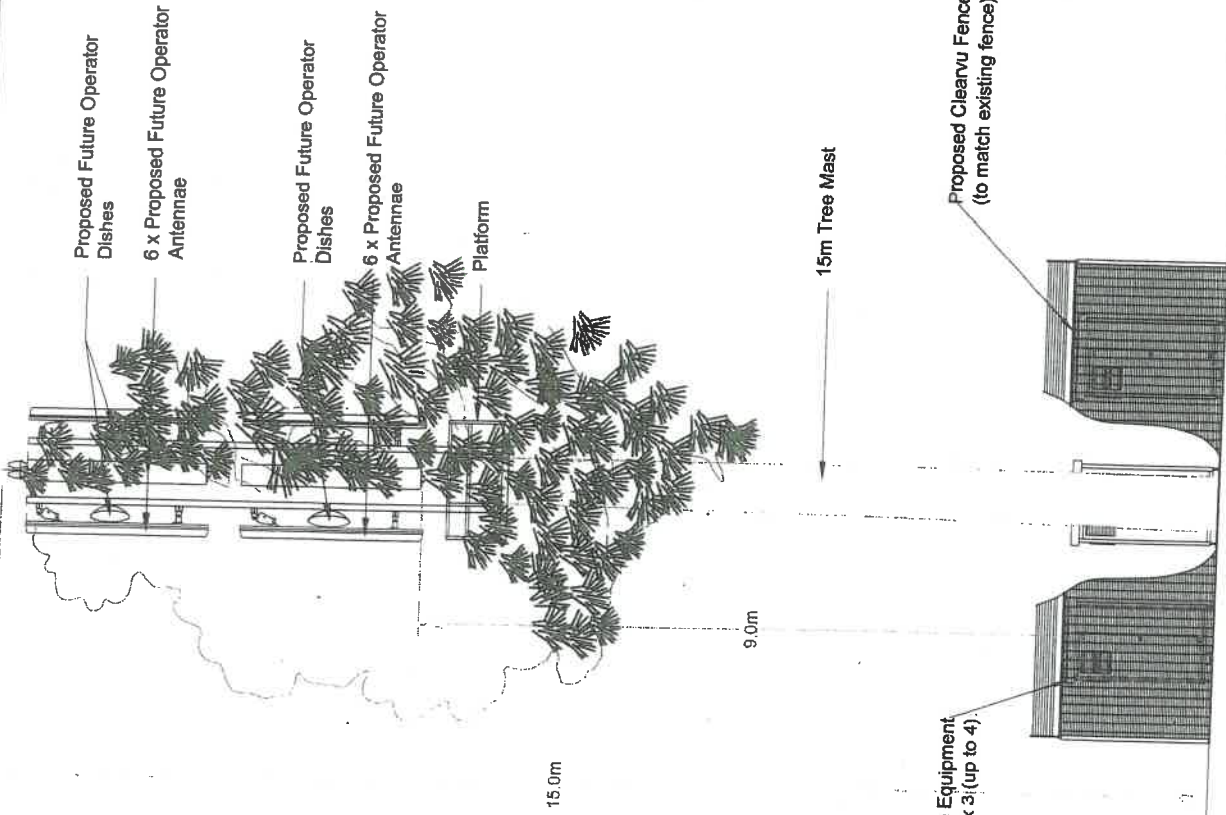 Proposed Future Operator
Dishes
6 x Proposed Future Operator
Antennae
Proposed Future Operator
Dishes
6 x Proposed Future Operator
Antennae
Platform
15m Tree Mast
9.0m
15.0m
Proposed Clearvu Fence
(to match existing fence)
Equipment
x 3 (up to 4)